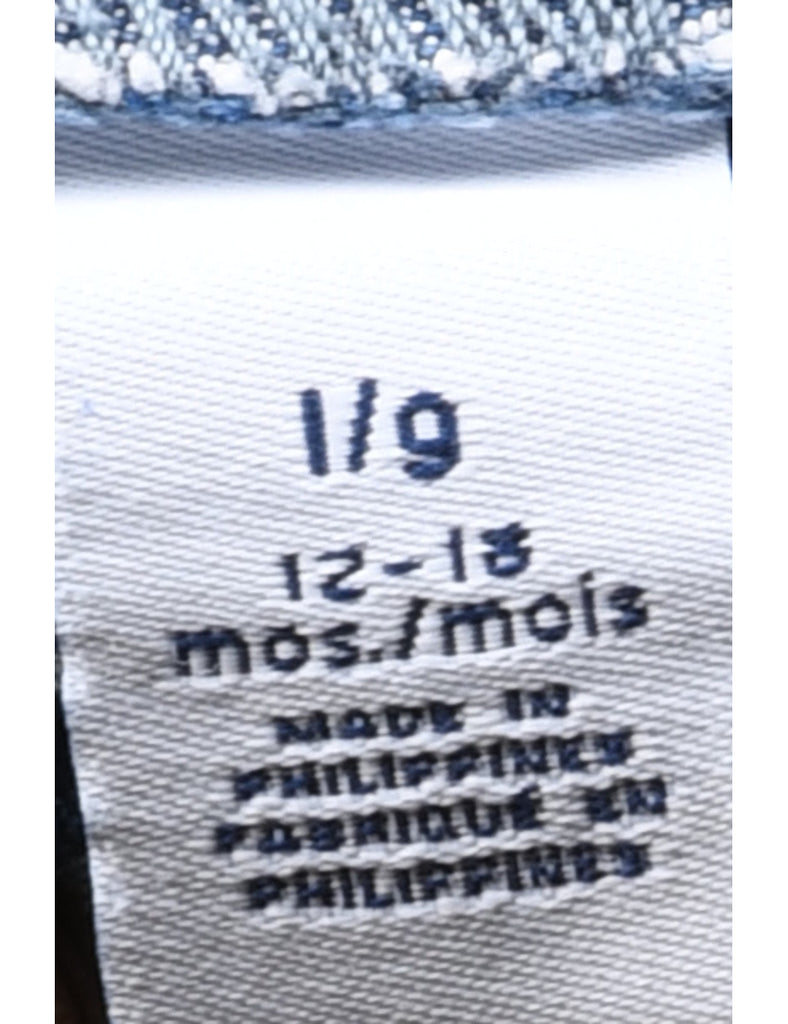 l/g
12-18
mos./mois
MADE IN
PHILIPPINES
FABRIQUÉ EN
PHILIPPINES